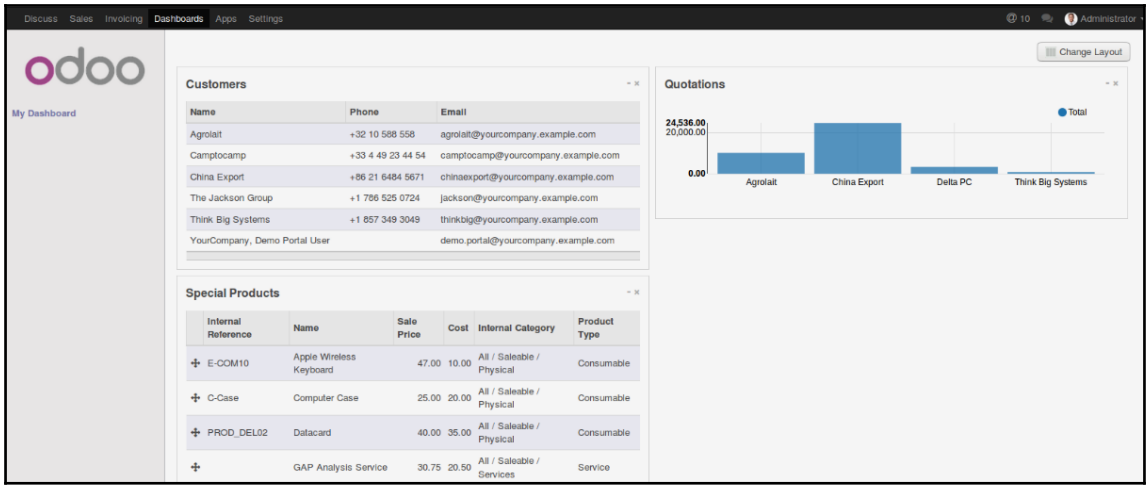 Discuss Sales Invoicing Dashboards Apps Settings @ 10 Administrator
odoo
My Dashboard
Change Layout
Customers
Name Phone Email
Agrolait +32 10 588 558 agrolait@yourcompany.example.com
Camptocamp +33 4 49 23 44 54 camptocamp@yourcompany.example.com
China Export +86 21 6484 5671 chinaexport@yourcompany.example.com
The Jackson Group +1 786 525 0724 jackson@yourcompany.example.com
Think Big Systems +1 857 349 3049 thinkbig@yourcompany.example.com
YourCompany, Demo Portal User demo.portal@yourcompany.example.com
Quotations
Total
24,536.00
20,000.00
0.00
Agrolait China Export Delta PC Think Big Systems
Special Products
Internal Reference Name Sale Price Cost Internal Category Product Type
E-COM10 Apple Wireless Keyboard 47.00 10.00 All / Saleable / Physical Consumable
C-Case Computer Case 25.00 20.00 All / Saleable / Physical Consumable
PROD_DEL02 Datacard 40.00 35.00 All / Saleable / Physical Consumable
GAP Analysis Service 30.75 20.50 All / Saleable / Services Service